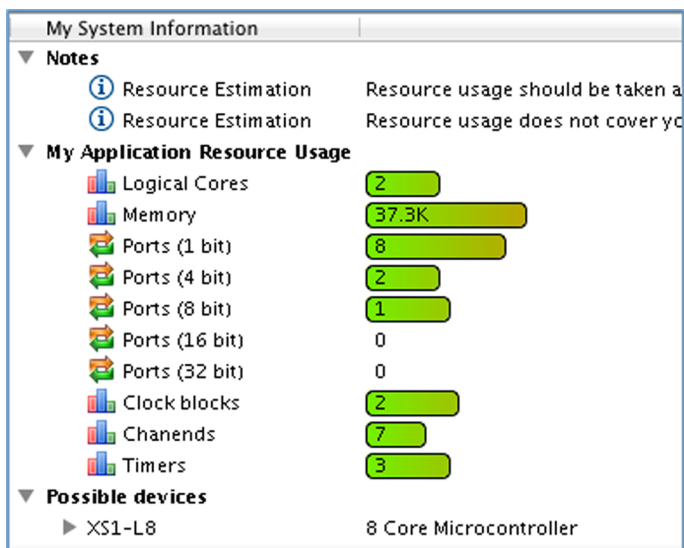 My System Information
Notes
Resource Estimation Resource usage should be taken a
Resource Estimation Resource usage does not cover yo
My Application Resource Usage
Logical Cores 2
Memory 37.3K
Ports (1 bit) 8
Ports (4 bit) 2
Ports (8 bit) 1
Ports (16 bit) 0
Ports (32 bit) 0
Clock blocks 2
Chanends 7
Timers 3
Possible devices
XS1-L8 8 Core Microcontroller